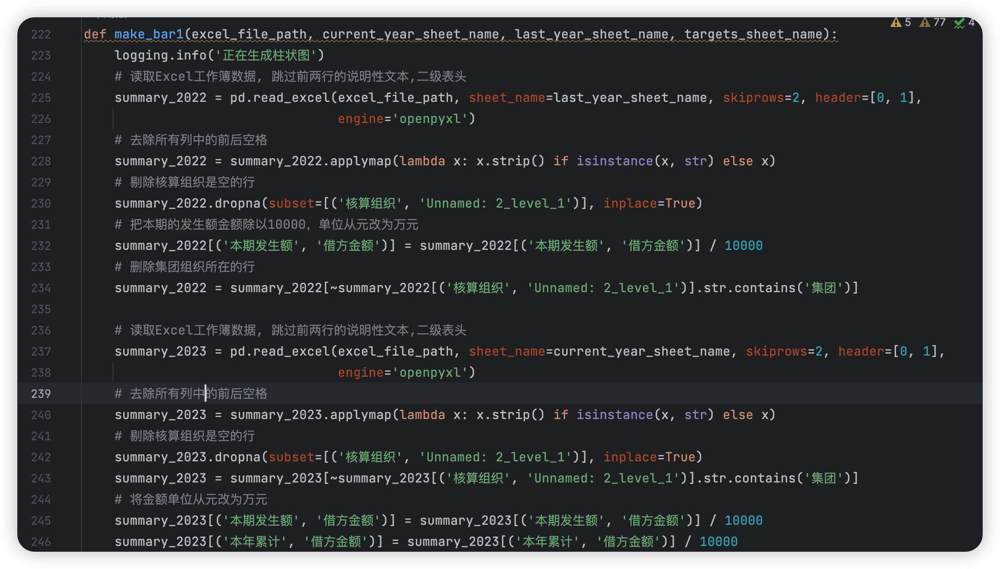 5 77 4
222 def make_bar1(excel_file_path, current_year_sheet_name, last_year_sheet_name, targets_sheet_name):
223     logging.info('正在生成柱状图')
224     # 读取Excel工作簿数据, 跳过前两行的说明性文本,二级表头
225     summary_2022 = pd.read_excel(excel_file_path, sheet_name=last_year_sheet_name, skiprows=2, header=[0, 1],
226                                  engine='openpyxl')
227     # 去除所有列中的前后空格
228     summary_2022 = summary_2022.applymap(lambda x: x.strip() if isinstance(x, str) else x)
229     # 剔除核算组织是空的行
230     summary_2022.dropna(subset=[('核算组织', 'Unnamed: 2_level_1')], inplace=True)
231     # 把本期的发生额金额除以10000，单位从元改为万元
232     summary_2022[('本期发生额', '借方金额')] = summary_2022[('本期发生额', '借方金额')] / 10000
233     # 删除集团组织所在的行
234     summary_2022 = summary_2022[~summary_2022[('核算组织', 'Unnamed: 2_level_1')].str.contains('集团')]
235
236     # 读取Excel工作簿数据, 跳过前两行的说明性文本,二级表头
237     summary_2023 = pd.read_excel(excel_file_path, sheet_name=current_year_sheet_name, skiprows=2, header=[0, 1],
238                                  engine='openpyxl')
239     # 去除所有列中的前后空格
240     summary_2023 = summary_2023.applymap(lambda x: x.strip() if isinstance(x, str) else x)
241     # 剔除核算组织是空的行
242     summary_2023.dropna(subset=[('核算组织', 'Unnamed: 2_level_1')], inplace=True)
243     summary_2023 = summary_2023[~summary_2023[('核算组织', 'Unnamed: 2_level_1')].str.contains('集团')]
244     # 将金额单位从元改为万元
245     summary_2023[('本期发生额', '借方金额')] = summary_2023[('本期发生额', '借方金额')] / 10000
246     summary_2023[('本年累计', '借方金额')] = summary_2023[('本年累计', '借方金额')] / 10000